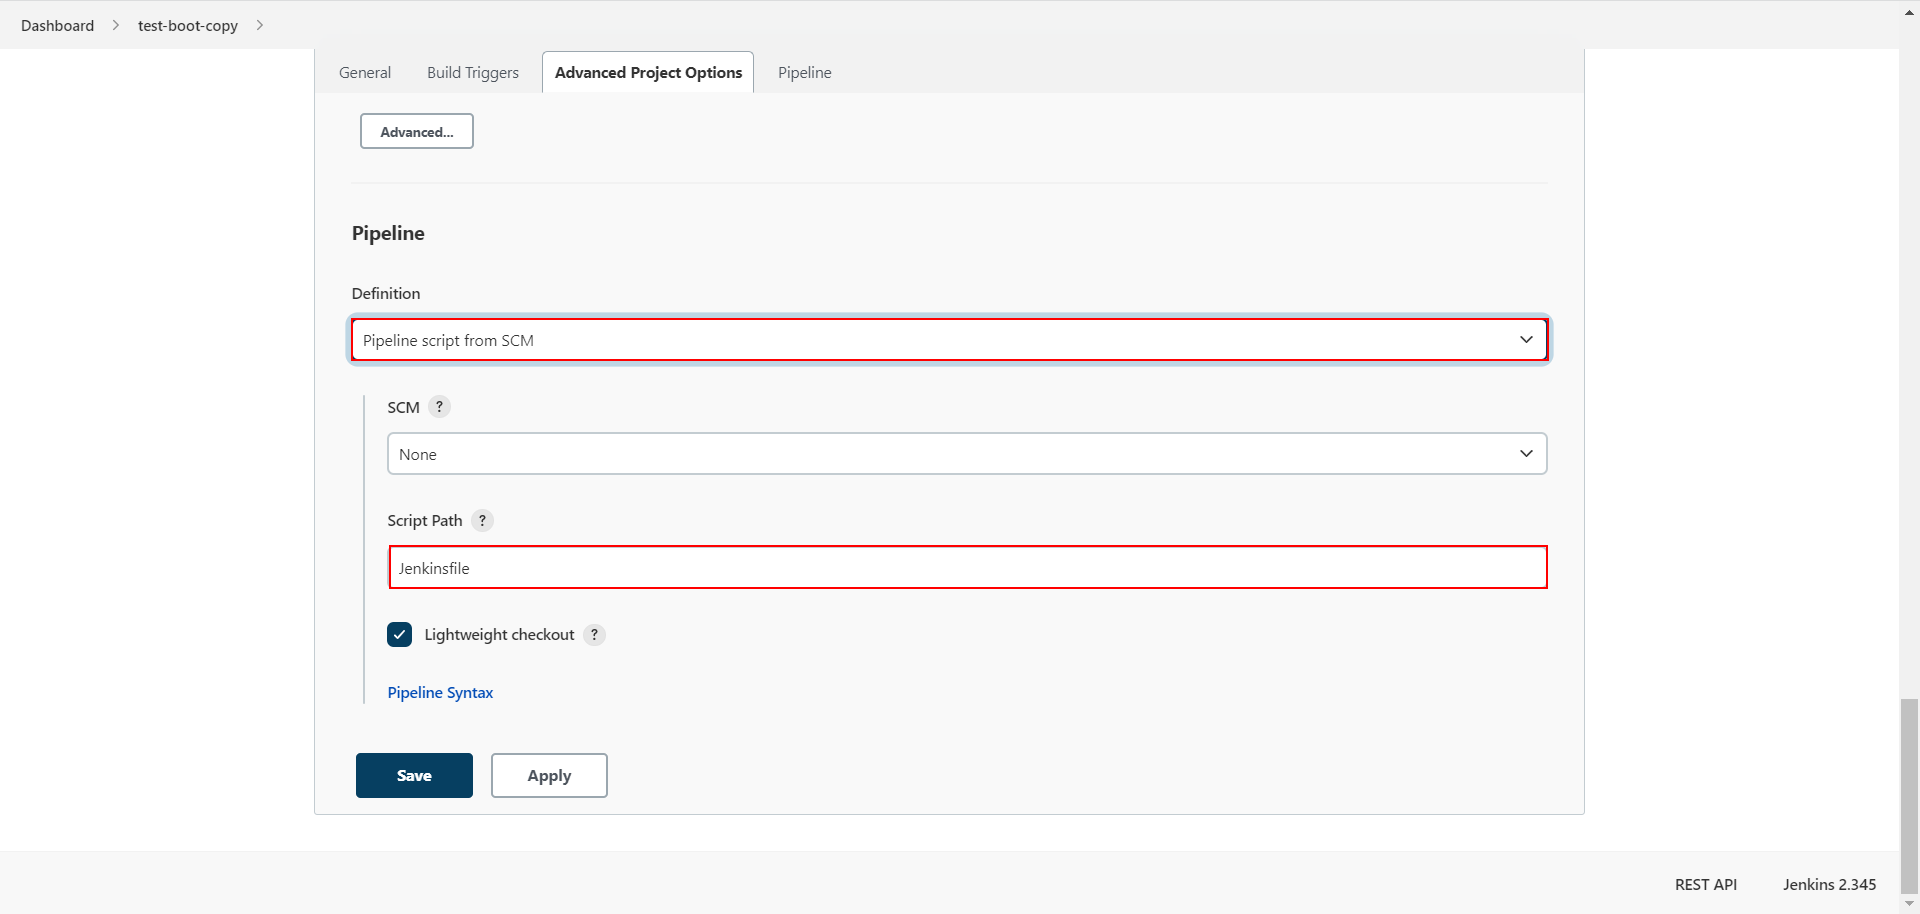 Dashboard test-boot-copy
General Build Triggers Advanced Project Options Pipeline
Advanced...
Pipeline
Definition
Pipeline script from SCM
SCM ?
None
Script Path ?
Jenkinsfile
Lightweight checkout ?
Pipeline Syntax
Save Apply
REST API Jenkins 2.345